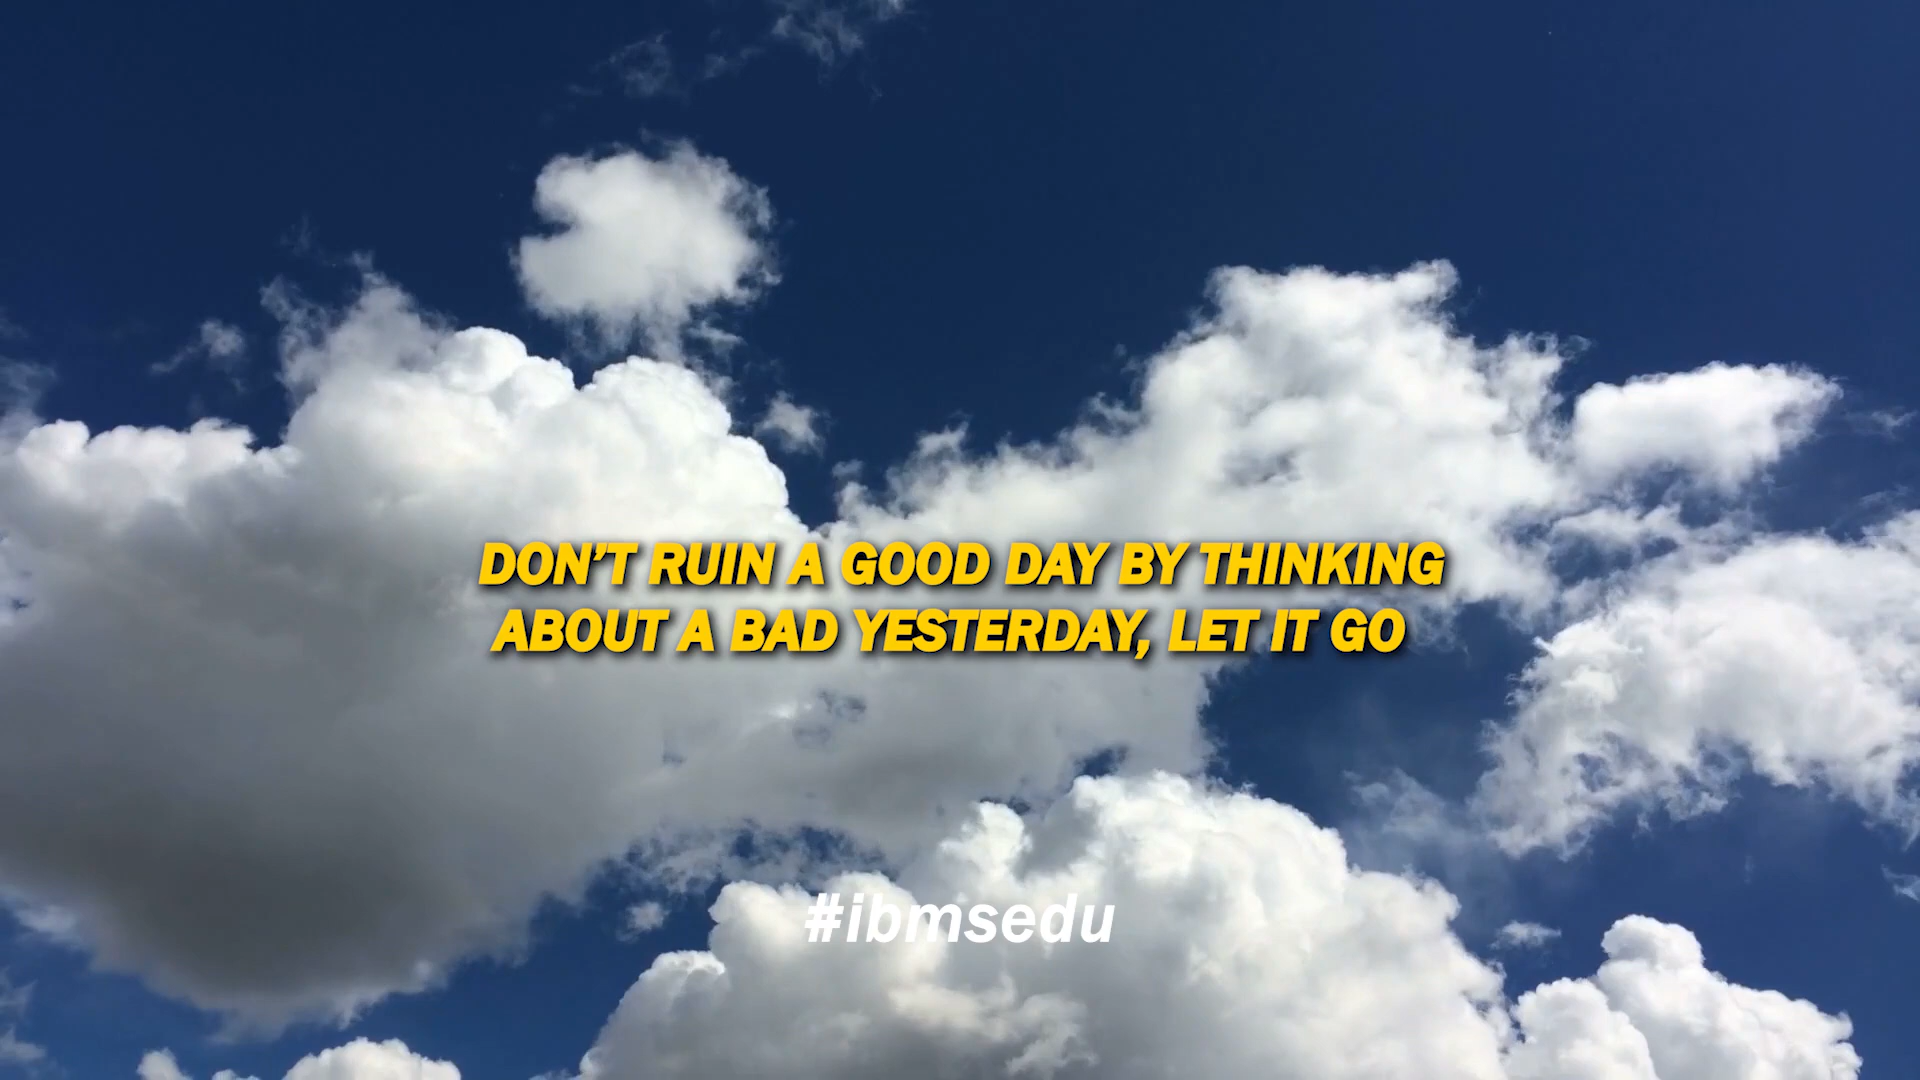 DON’T RUIN A GOOD DAY BY THINKING
ABOUT A BAD YESTERDAY, LET IT GO
#ibmsedu